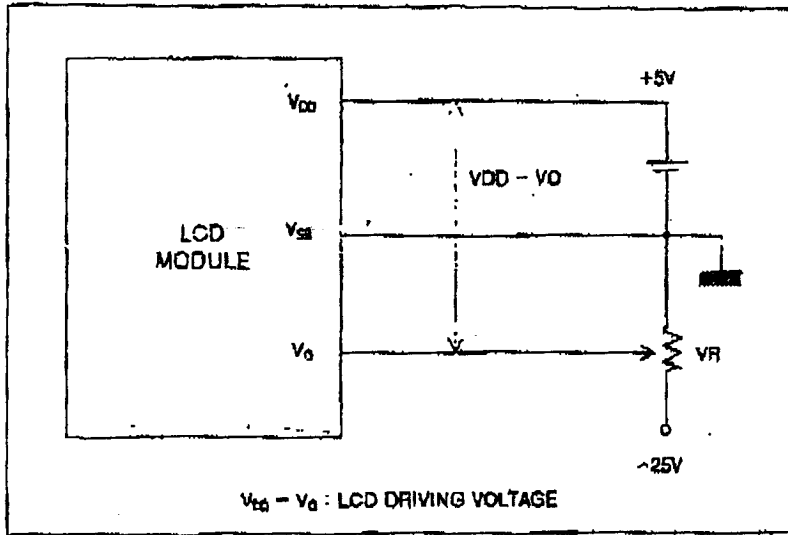 +5V
VDD
VDD – VO
LCD
MODULE
VSS
VO
VR
~25V
VDD – VO : LCD DRIVING VOLTAGE